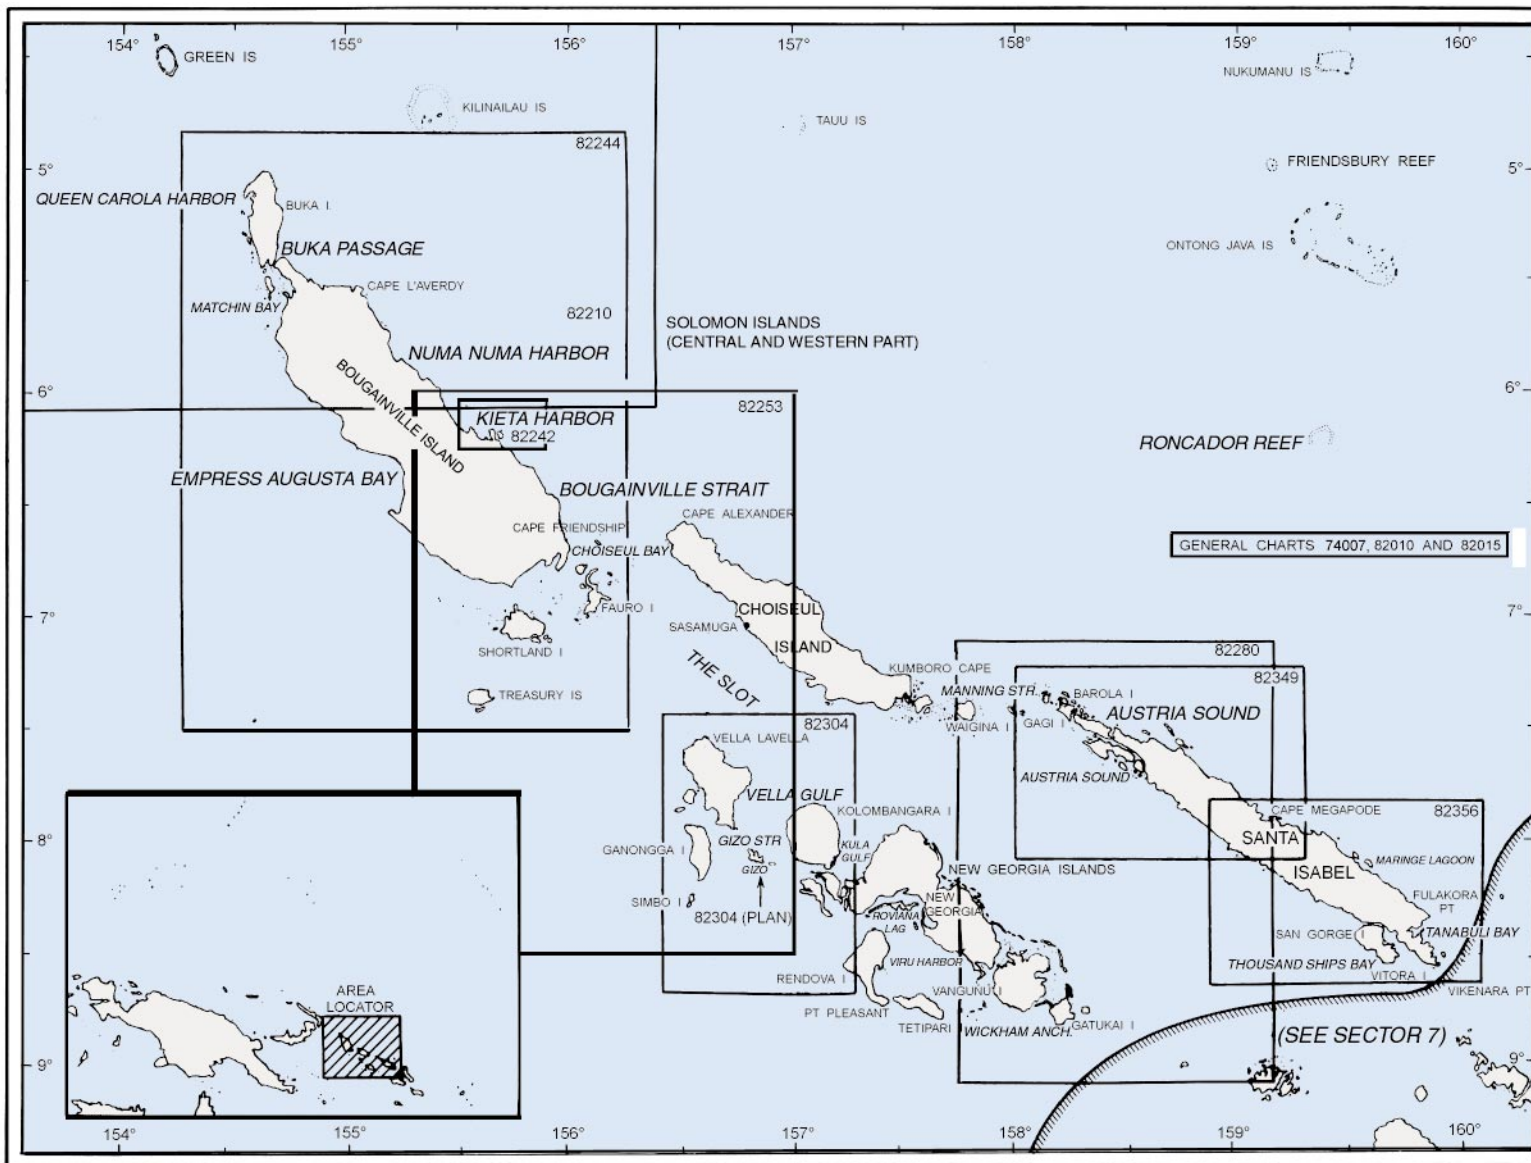 154°
155°
156°
157°
158°
159°
160°
GREEN IS
NUKUMANU IS
KILINAILAU IS
TAUU IS
82244
5°
FRIENDSBURY REEF
5°
QUEEN CAROLA HARBOR
BUKA I.
BUKA PASSAGE
ONTONG JAVA IS
CAPE L'AVERDY
MATCHIN BAY
82210
SOLOMON ISLANDS
(CENTRAL AND WESTERN PART)
NUMA NUMA HARBOR
BOUGAINVILLE ISLAND
6°
6°
82253
KIETA HARBOR
82242
RONCADOR REEF
EMPRESS AUGUSTA BAY
BOUGAINVILLE STRAIT
CAPE ALEXANDER
CAPE FRIENDSHIP
CHOISEUL BAY
GENERAL CHARTS 74007, 82010 AND 82015
7°
FAURO I
CHOISEUL
ISLAND
7°
SASAMUGA
SHORTLAND I
THE SLOT
82280
KUMBORO CAPE
82349
TREASURY IS
MANNING STR.
BAROLA I
82304
WAIGINA I
GAGI I
AUSTRIA SOUND
VELLA LAVELLA
AUSTRIA SOUND
VELLA GULF
KOLOMBANGARA I
CAPE MEGAPODE
82356
8°
GIZO STR
KULA
GULF
SANTA
ISABEL
8°
GANONGGA I
GIZO
NEW GEORGIA ISLANDS
MARINGE LAGOON
SIMBO I
NEW
GEORGIA
FULAKORA
PT
82304 (PLAN)
ROVIANA
LAG
SAN GORGE I
TANABULI BAY
VIRU HARBOR
THOUSAND SHIPS BAY
RENDOVA I
VANGUNU I
VITORA I
VIKENARA PT
AREA
LOCATOR
PT PLEASANT
TETIPARI
WICKHAM ANCH.
GATUKAI I
(SEE SECTOR 7)
9°
9°
154°
155°
156°
157°
158°
159°
160°